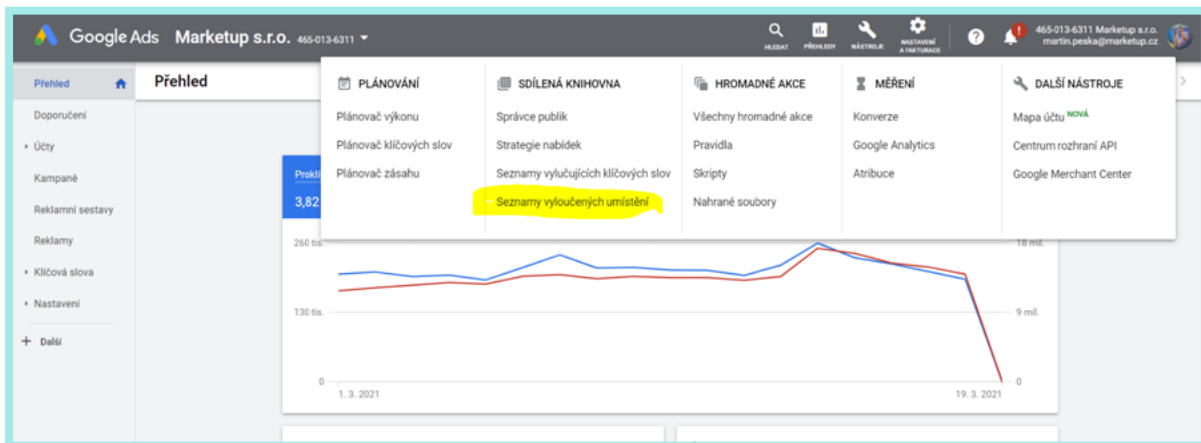 Google Ads Marketup s.r.o. 465-013-6311
HLEDAT
PŘEHLEDY
NÁSTROJE
NASTAVENÍ
A FAKTURACE
465-013-6311 Marketup s.r.o.
martin.peska@marketup.cz
Přehled
Doporučení
Účty
Kampaně
Reklamní sestavy
Reklamy
Klíčová slova
Nastavení
+ Další
Přehled
PLÁNOVÁNÍ
Plánovač výkonu
Plánovač klíčových slov
Plánovač zásahu
SDÍLENÁ KNIHOVNA
Správce publik
Strategie nabídek
Seznamy vylučujících klíčových slov
Seznamy vyloučených umístění
HROMADNÉ AKCE
Všechny hromadné akce
Pravidla
Skripty
Nahrané soubory
MĚŘENÍ
Konverze
Google Analytics
Atribuce
DALŠÍ NÁSTROJE
Mapa účtu NOVÁ
Centrum rozhraní API
Google Merchant Center
Prokli
3,82
260 tis.
18 mil.
130 tis.
9 mil.
0
0
1. 3. 2021
19. 3. 2021